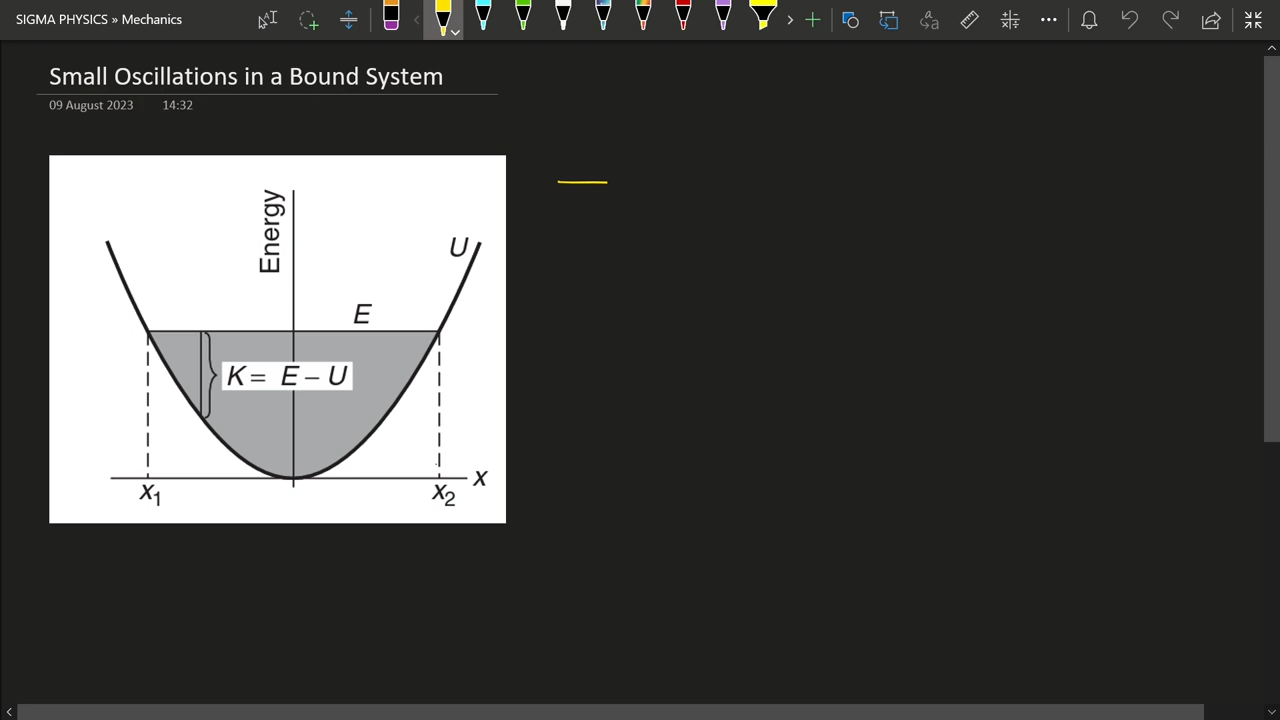 SIGMA PHYSICS » Mechanics
Small Oscillations in a Bound System
09 August 2023 14:32
Energy
U
E
K = E – U
x
x₁ x₂